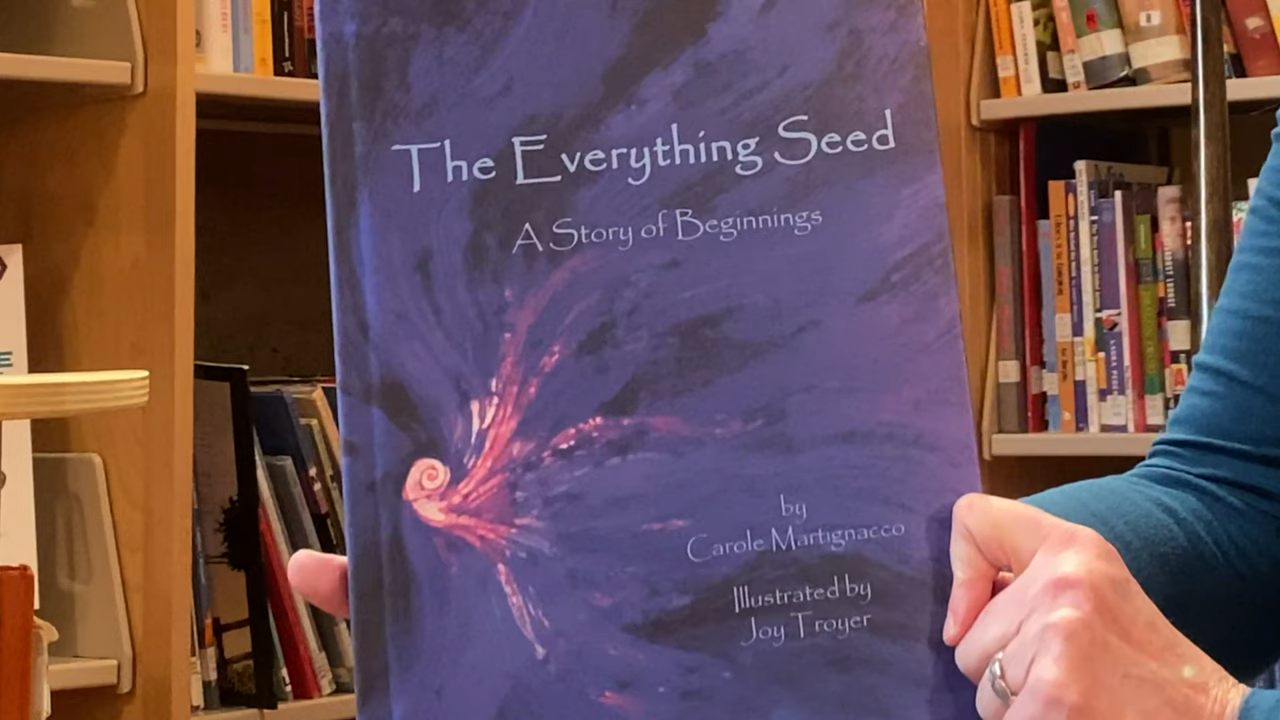 The Everything Seed
A Story of Beginnings
by
Carole Martignacco
Illustrated by
Joy Troyer